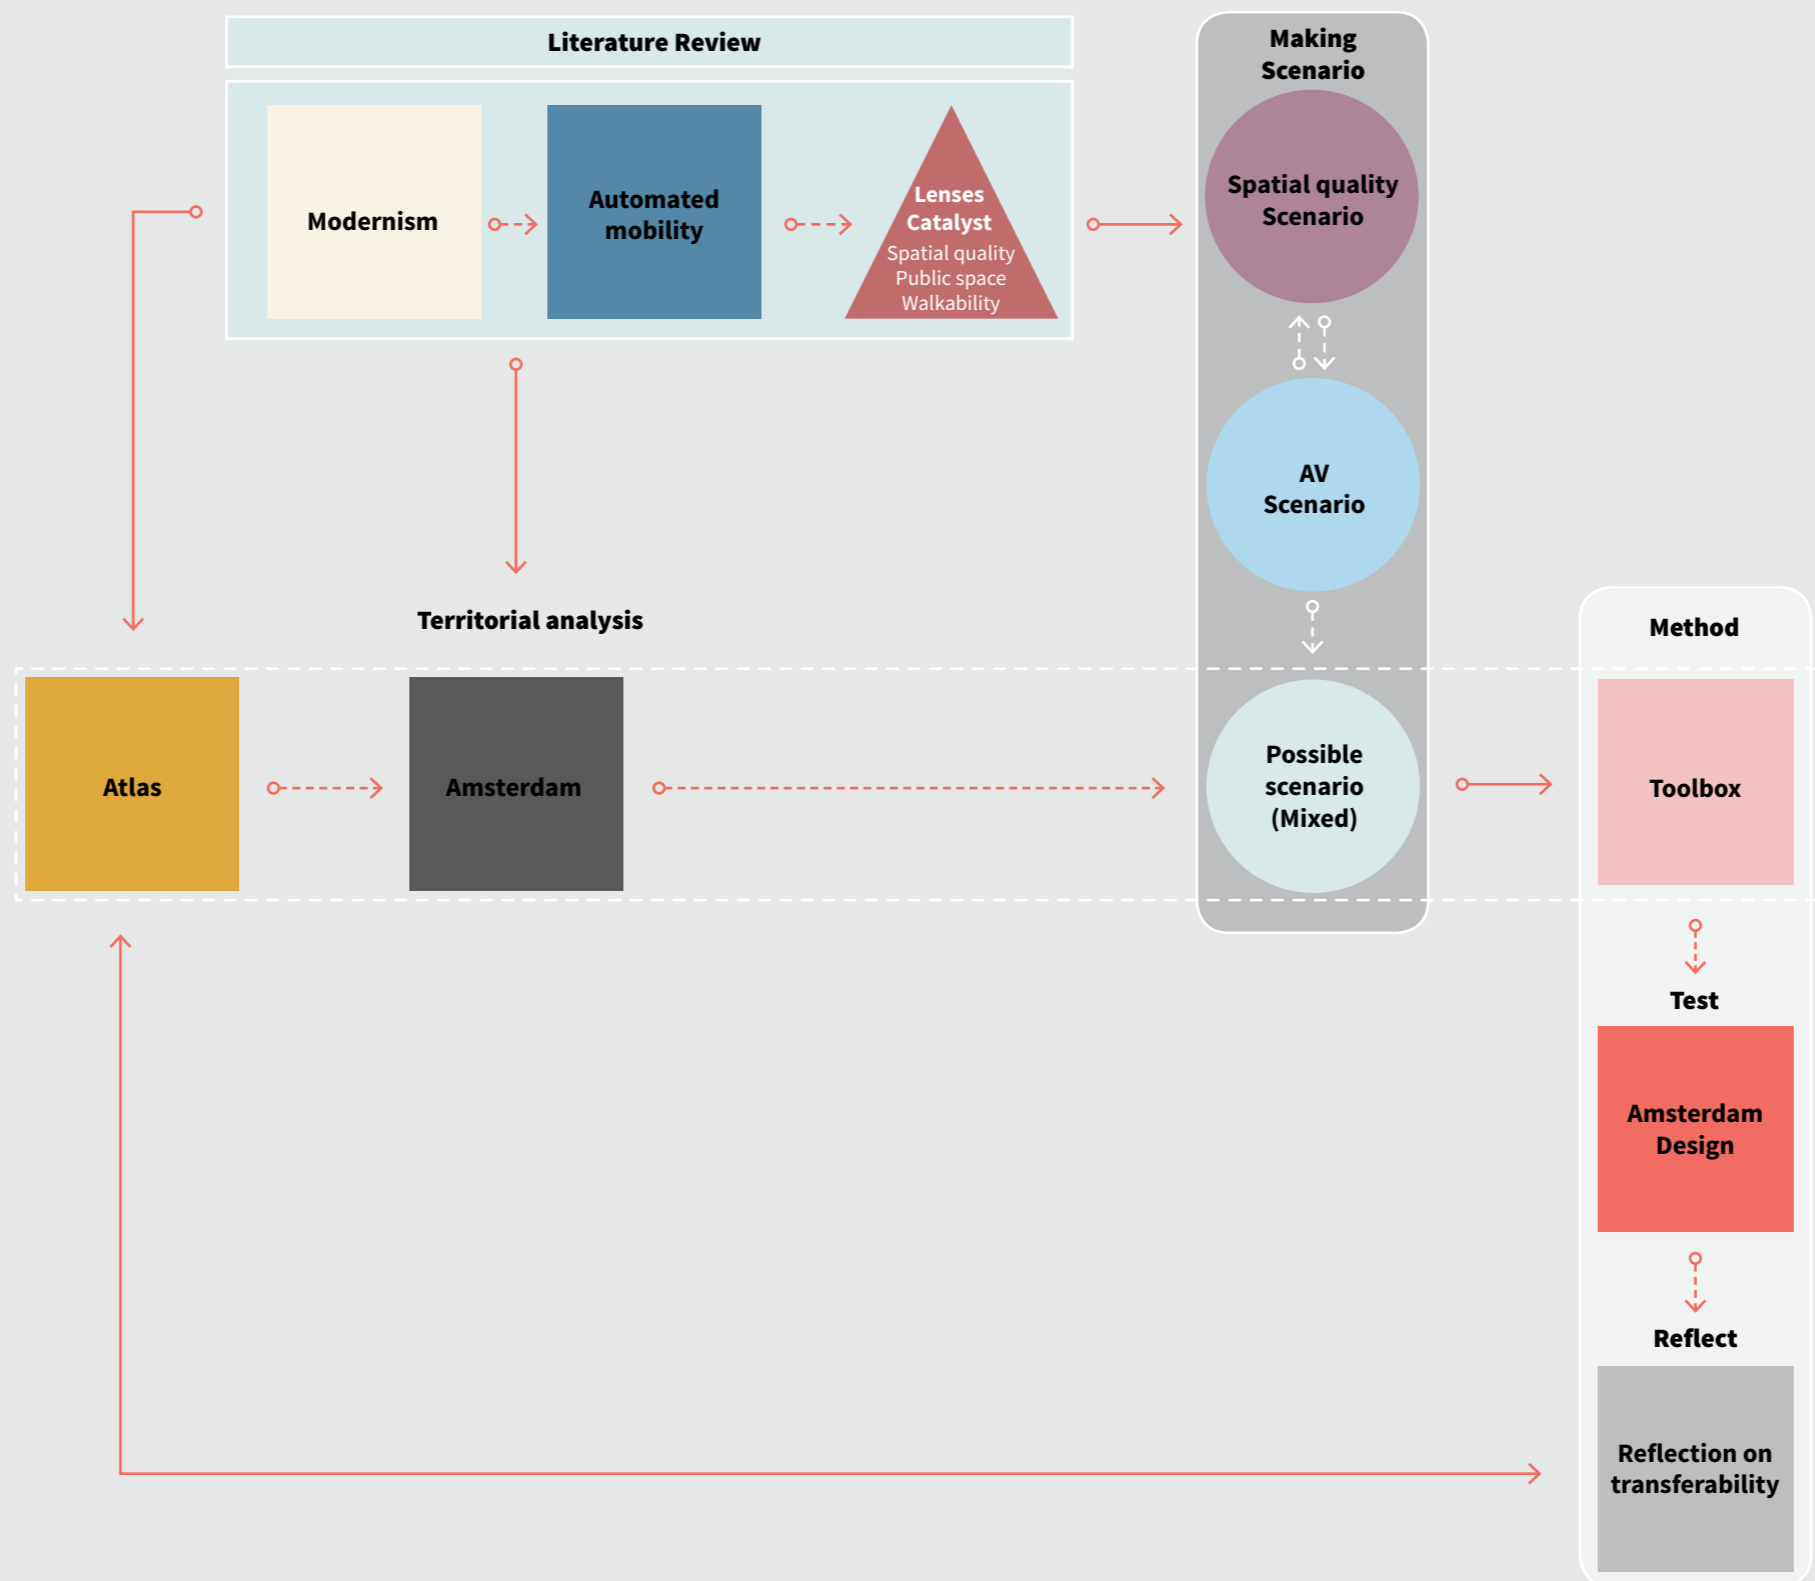 Literature Review
Modernism
Automated
mobility
Lenses
Catalyst
Spatial quality
Public space
Walkability
Making
Scenario
Spatial quality
Scenario
AV
Scenario
Territorial analysis
Atlas
Amsterdam
Possible
scenario
(Mixed)
Method
Toolbox
Test
Amsterdam
Design
Reflect
Reflection on
transferability